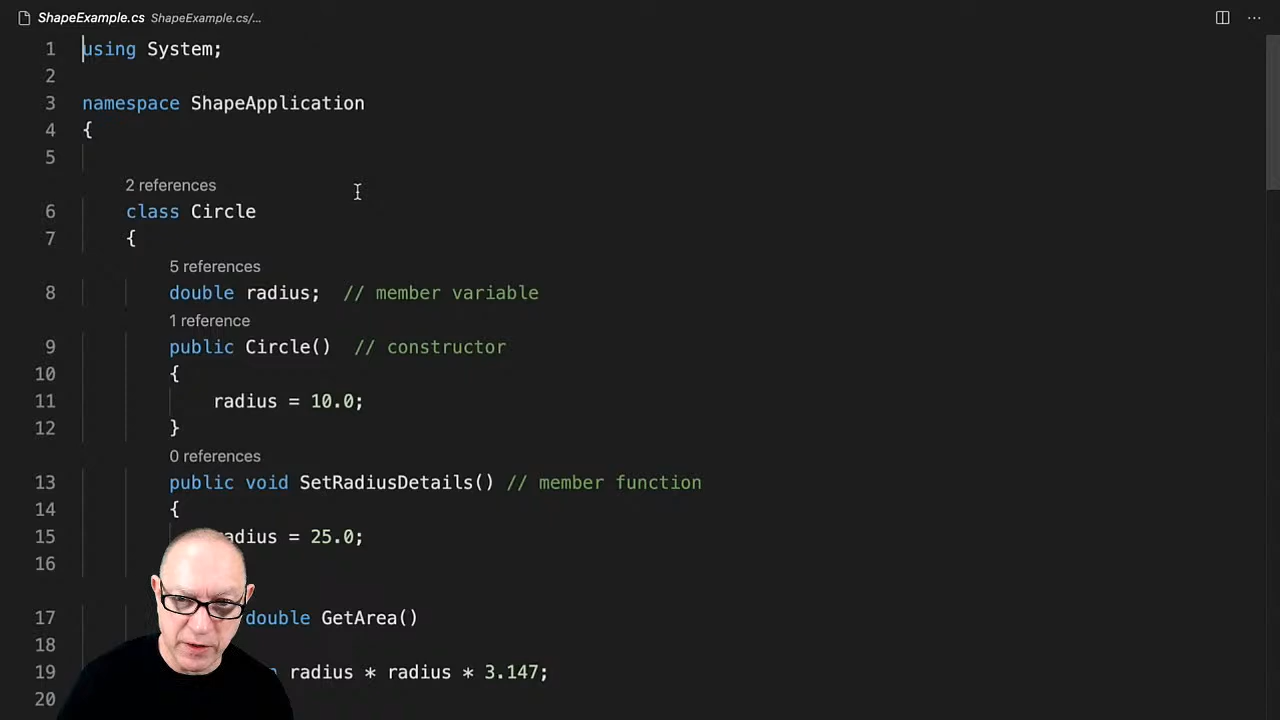 ShapeExample.cs ShapeExample.cs/...
1 using System;
2
3 namespace ShapeApplication
4 {
5
2 references
6 class Circle
7 {
5 references
8 double radius; // member variable
1 reference
9 public Circle() // constructor
10 {
11 radius = 10.0;
12 }
0 references
13 public void SetRadiusDetails() // member function
14 {
15 adius = 25.0;
16
17 double GetArea()
18
19 radius * radius * 3.147;
20